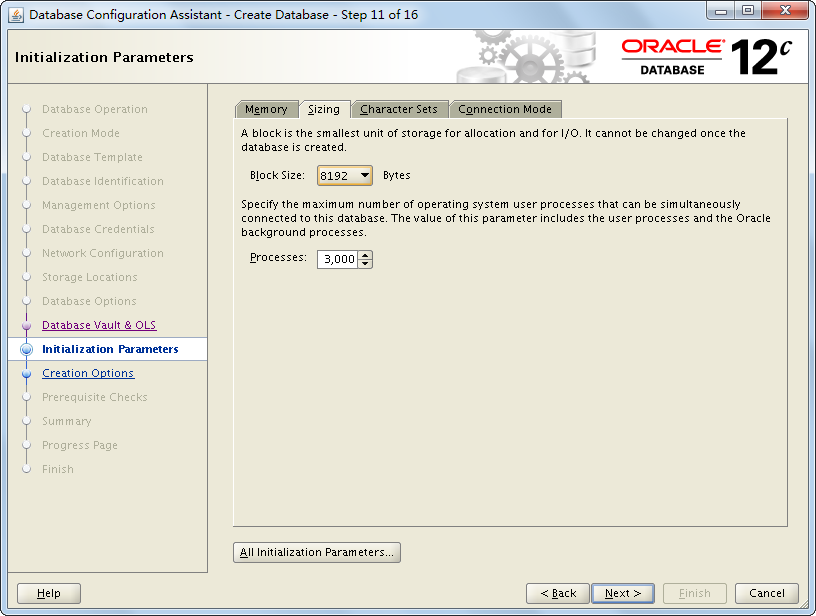 Database Configuration Assistant - Create Database - Step 11 of 16
Initialization Parameters
ORACLE®
DATABASE
12c
Database Operation
Creation Mode
Database Template
Database Identification
Management Options
Database Credentials
Network Configuration
Storage Locations
Database Options
Database Vault & OLS
Initialization Parameters
Creation Options
Prerequisite Checks
Summary
Progress Page
Finish
Memory
Sizing
Character Sets
Connection Mode
A block is the smallest unit of storage for allocation and for I/O. It cannot be changed once the
database is created.
Block Size: 8192 Bytes
Specify the maximum number of operating system user processes that can be simultaneously
connected to this database. The value of this parameter includes the user processes and the Oracle
background processes.
Processes: 3,000
All Initialization Parameters...
Help
< Back
Next >
Finish
Cancel